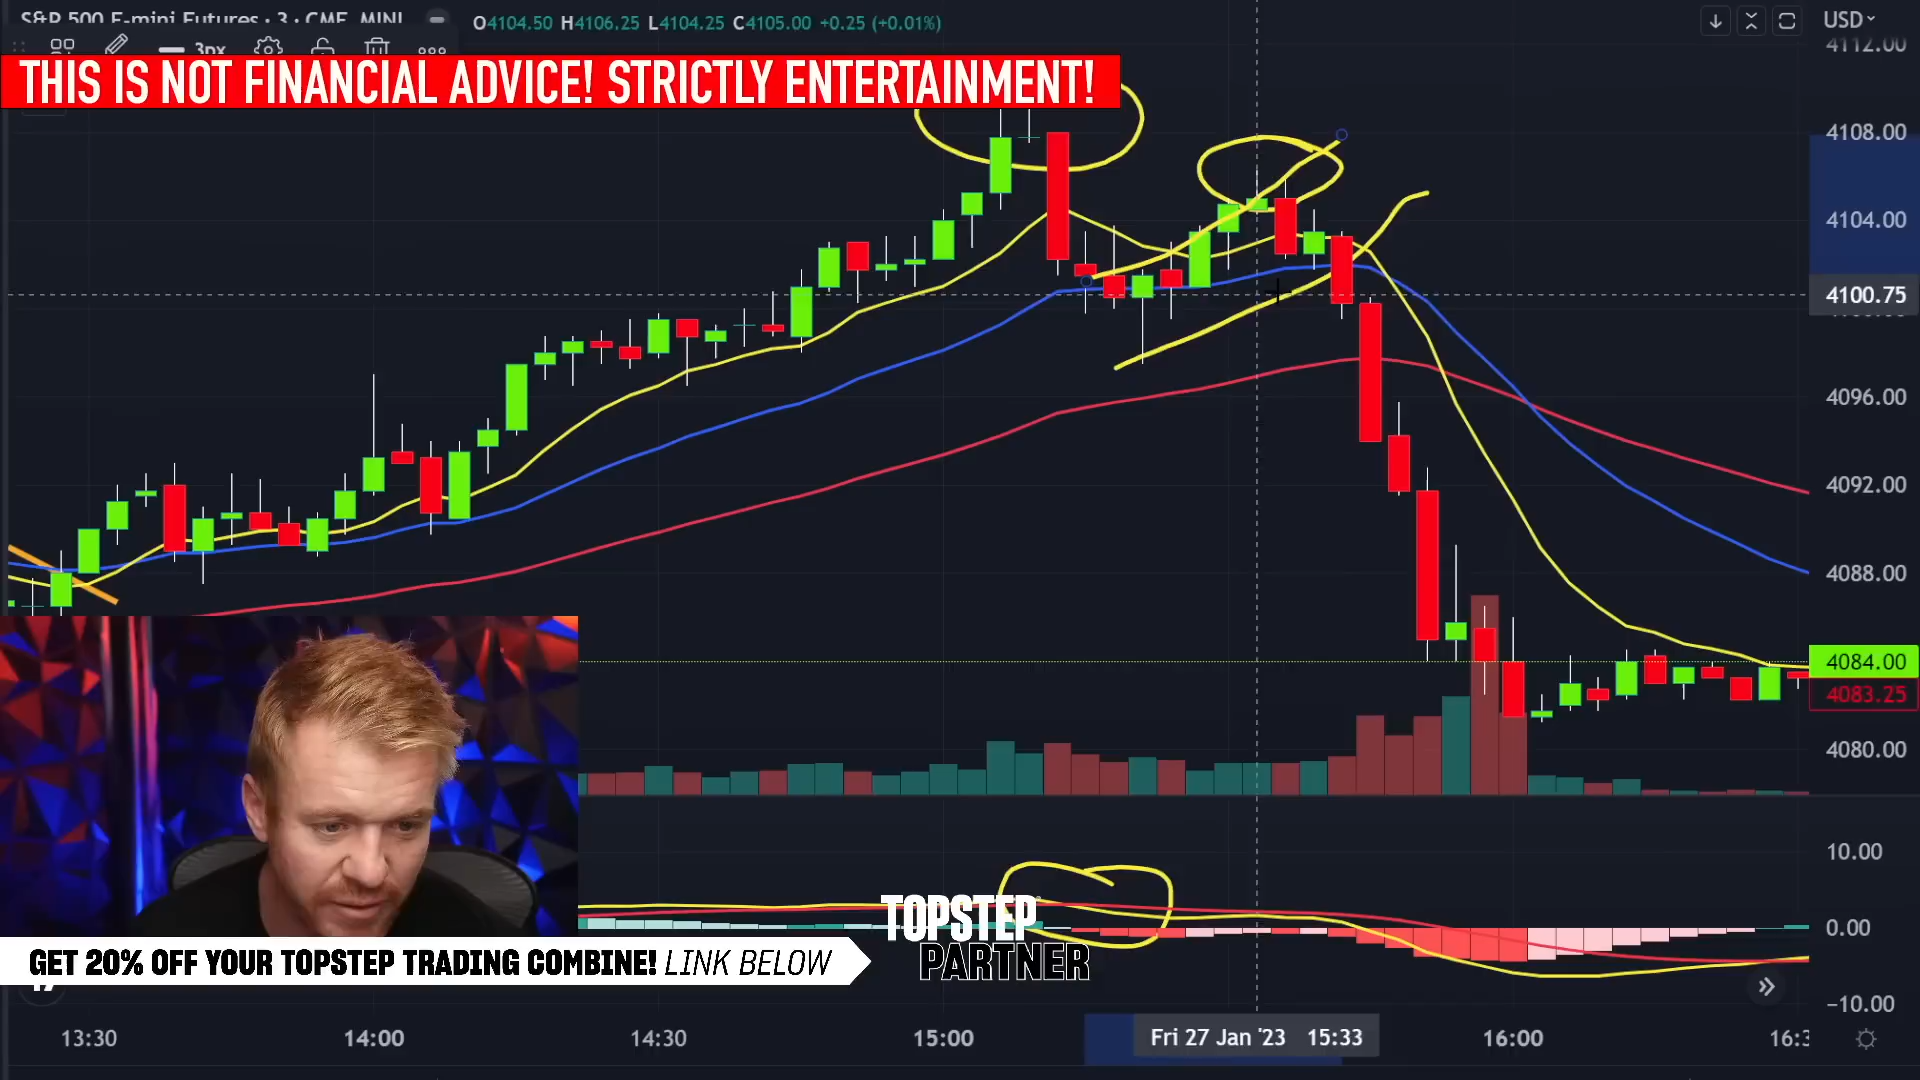 S&P 500 E-mini Futures · 3 · CME_MINI
O4104.50 H4106.25 L4104.25 C4105.00 +0.25 (+0.01%)
USD
3px
THIS IS NOT FINANCIAL ADVICE! STRICTLY ENTERTAINMENT!
4112.00
4108.00
4104.00
4100.75
4096.00
4092.00
4088.00
4084.00
4083.25
4080.00
10.00
0.00
−10.00
TOPSTEP
PARTNER
GET 20% OFF YOUR TOPSTEP TRADING COMBINE! LINK BELOW
13:30
14:00
14:30
15:00
Fri 27 Jan '23 15:33
16:00